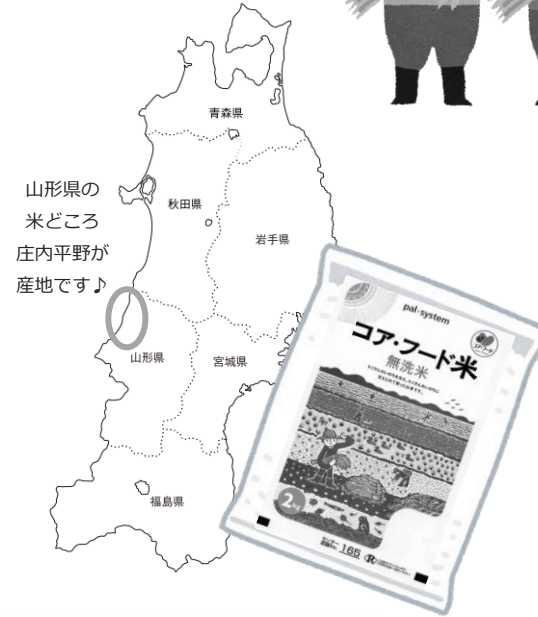 青森県
秋田県
岩手県
山形県の
米どころ
庄内平野が
産地です♪
山形県
宮城県
福島県
pal・system
コア・フード米
無洗米
2
165
R